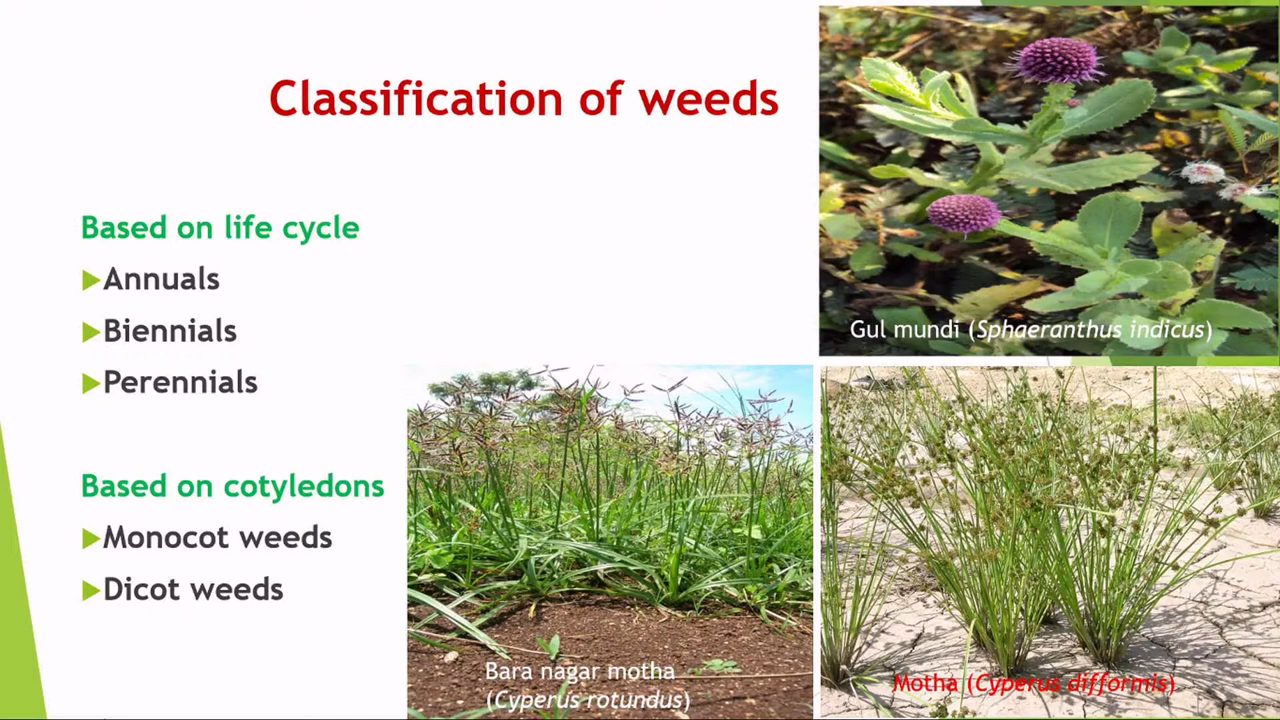 Classification of weeds
Based on life cycle
Annuals
Biennials
Perennials
Based on cotyledons
Monocot weeds
Dicot weeds
Gul mundi (Sphaeranthus indicus)
Bara nagar motha
(Cyperus rotundus)
Motha (Cyperus difformis)